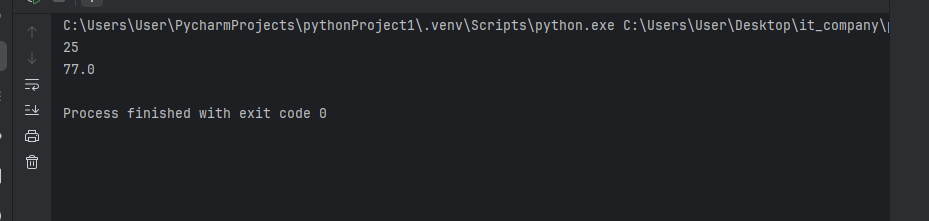 C:\Users\User\PycharmProjects\pythonProject1\.venv\Scripts\python.exe C:\Users\User\Desktop\it_company\
25
77.0
Process finished with exit code 0